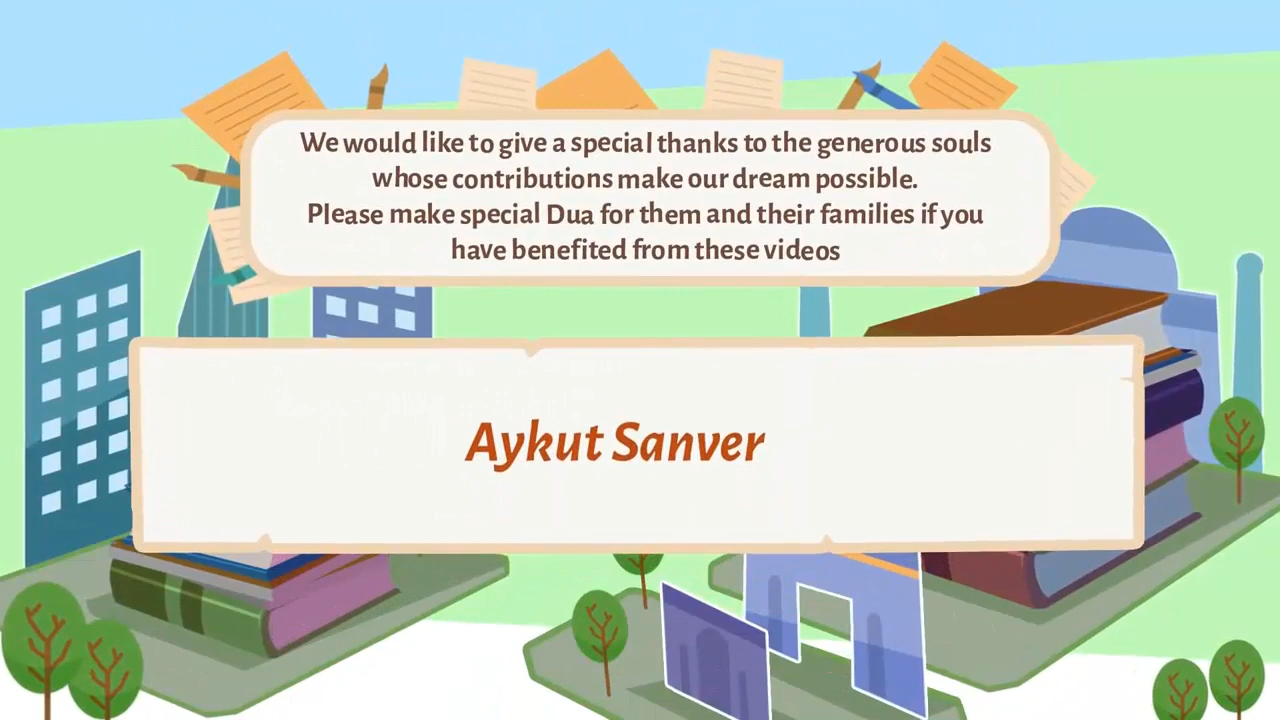 We would like to give a special thanks to the generous souls
whose contributions make our dream possible.
Please make special Dua for them and their families if you
have benefited from these videos
Aykut Sanver